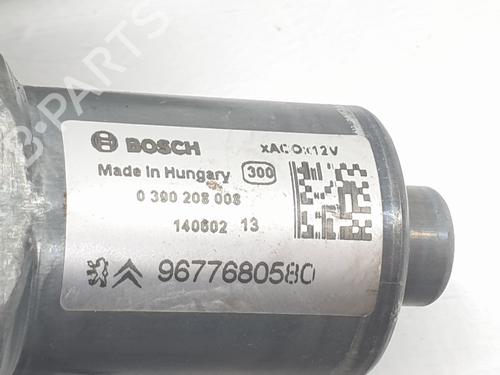 BOSCH xACOx12V
Made in Hungary 300
0 390 208 008
140602 13
9677680580
B-PARTS